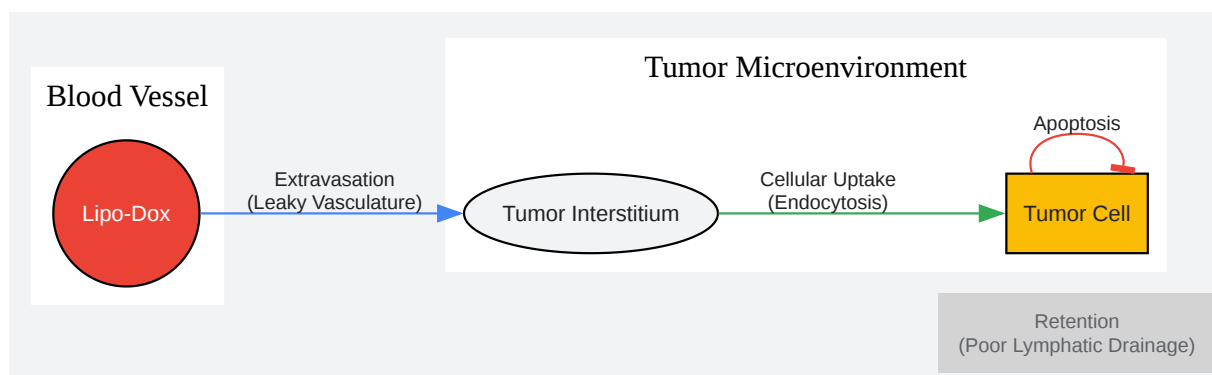 Blood Vessel
Lipo-Dox
Extravasation
(Leaky Vasculature)
Tumor Microenvironment
Tumor Interstitium
Cellular Uptake
(Endocytosis)
Apoptosis
Tumor Cell
Retention
(Poor Lymphatic Drainage)